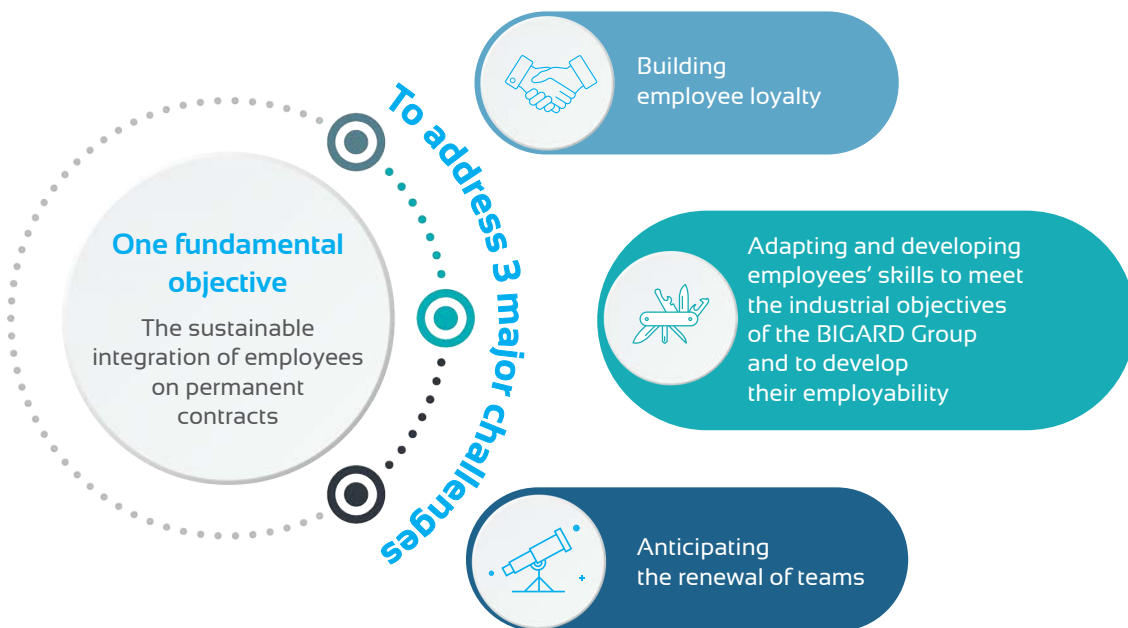 One fundamental
objective
The sustainable
integration of employees
on permanent
contracts
To address 3 major challenges
Building
employee loyalty
Adapting and developing
employees’ skills to meet
the industrial objectives
of the BIGARD Group
and to develop
their employability
Anticipating
the renewal of teams